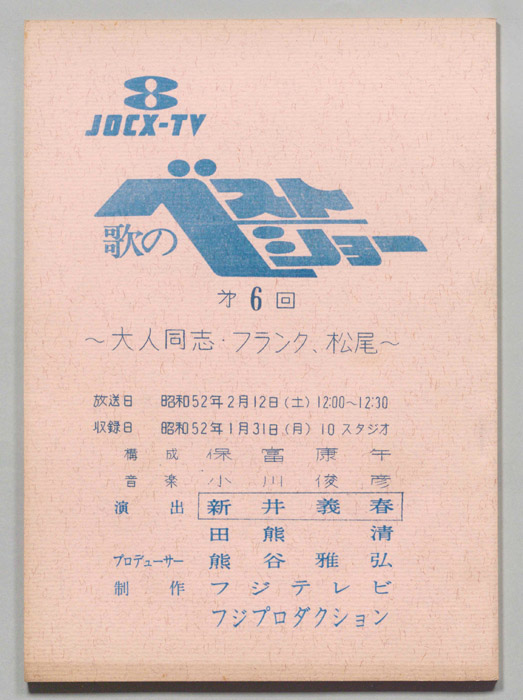 8
JOCX-TV
歌のベストショー
第6回
～大人同志・フランク、松尾～
放送日 昭和52年2月12日(土)12:00～12:30
収録日 昭和52年1月31日(月)10スタジオ
構成 保富康午
音楽 小川俊彦
演出 新井義春
田熊清
プロデューサー 熊谷雅弘
制作 フジテレビ
フジプロダクション